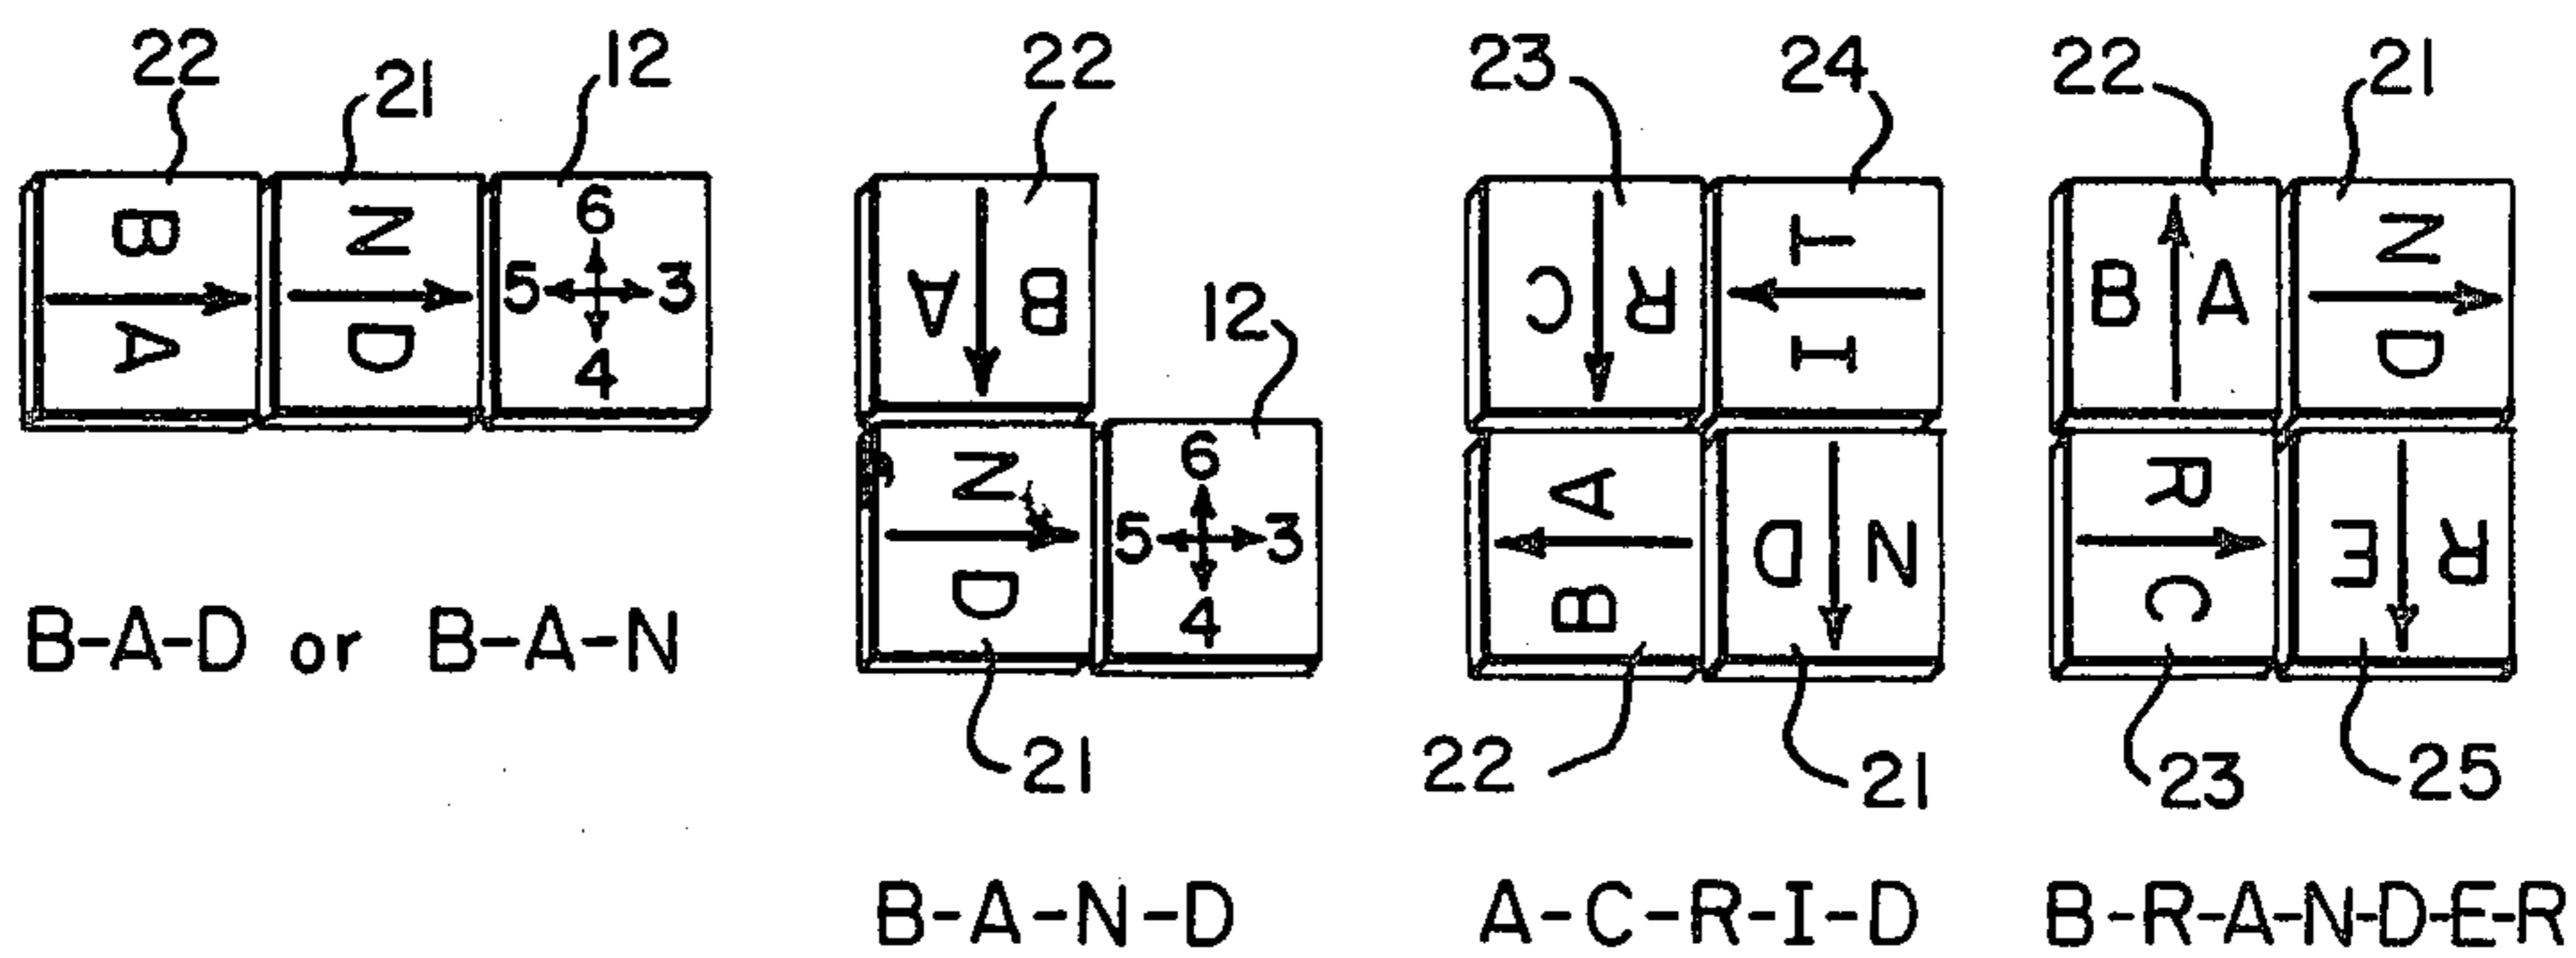 22 21 12
B N 6
5 3
A D 4
B-A-D or B-A-N
22
A B
12
N 6
5 3
D 4
21
B-A-N-D
23 24
C R T
I
A D N
B
22 21
A-C-R-I-D
22 21
B A N
D
R E R
C
23 25
B-R-A-N-D-E-R